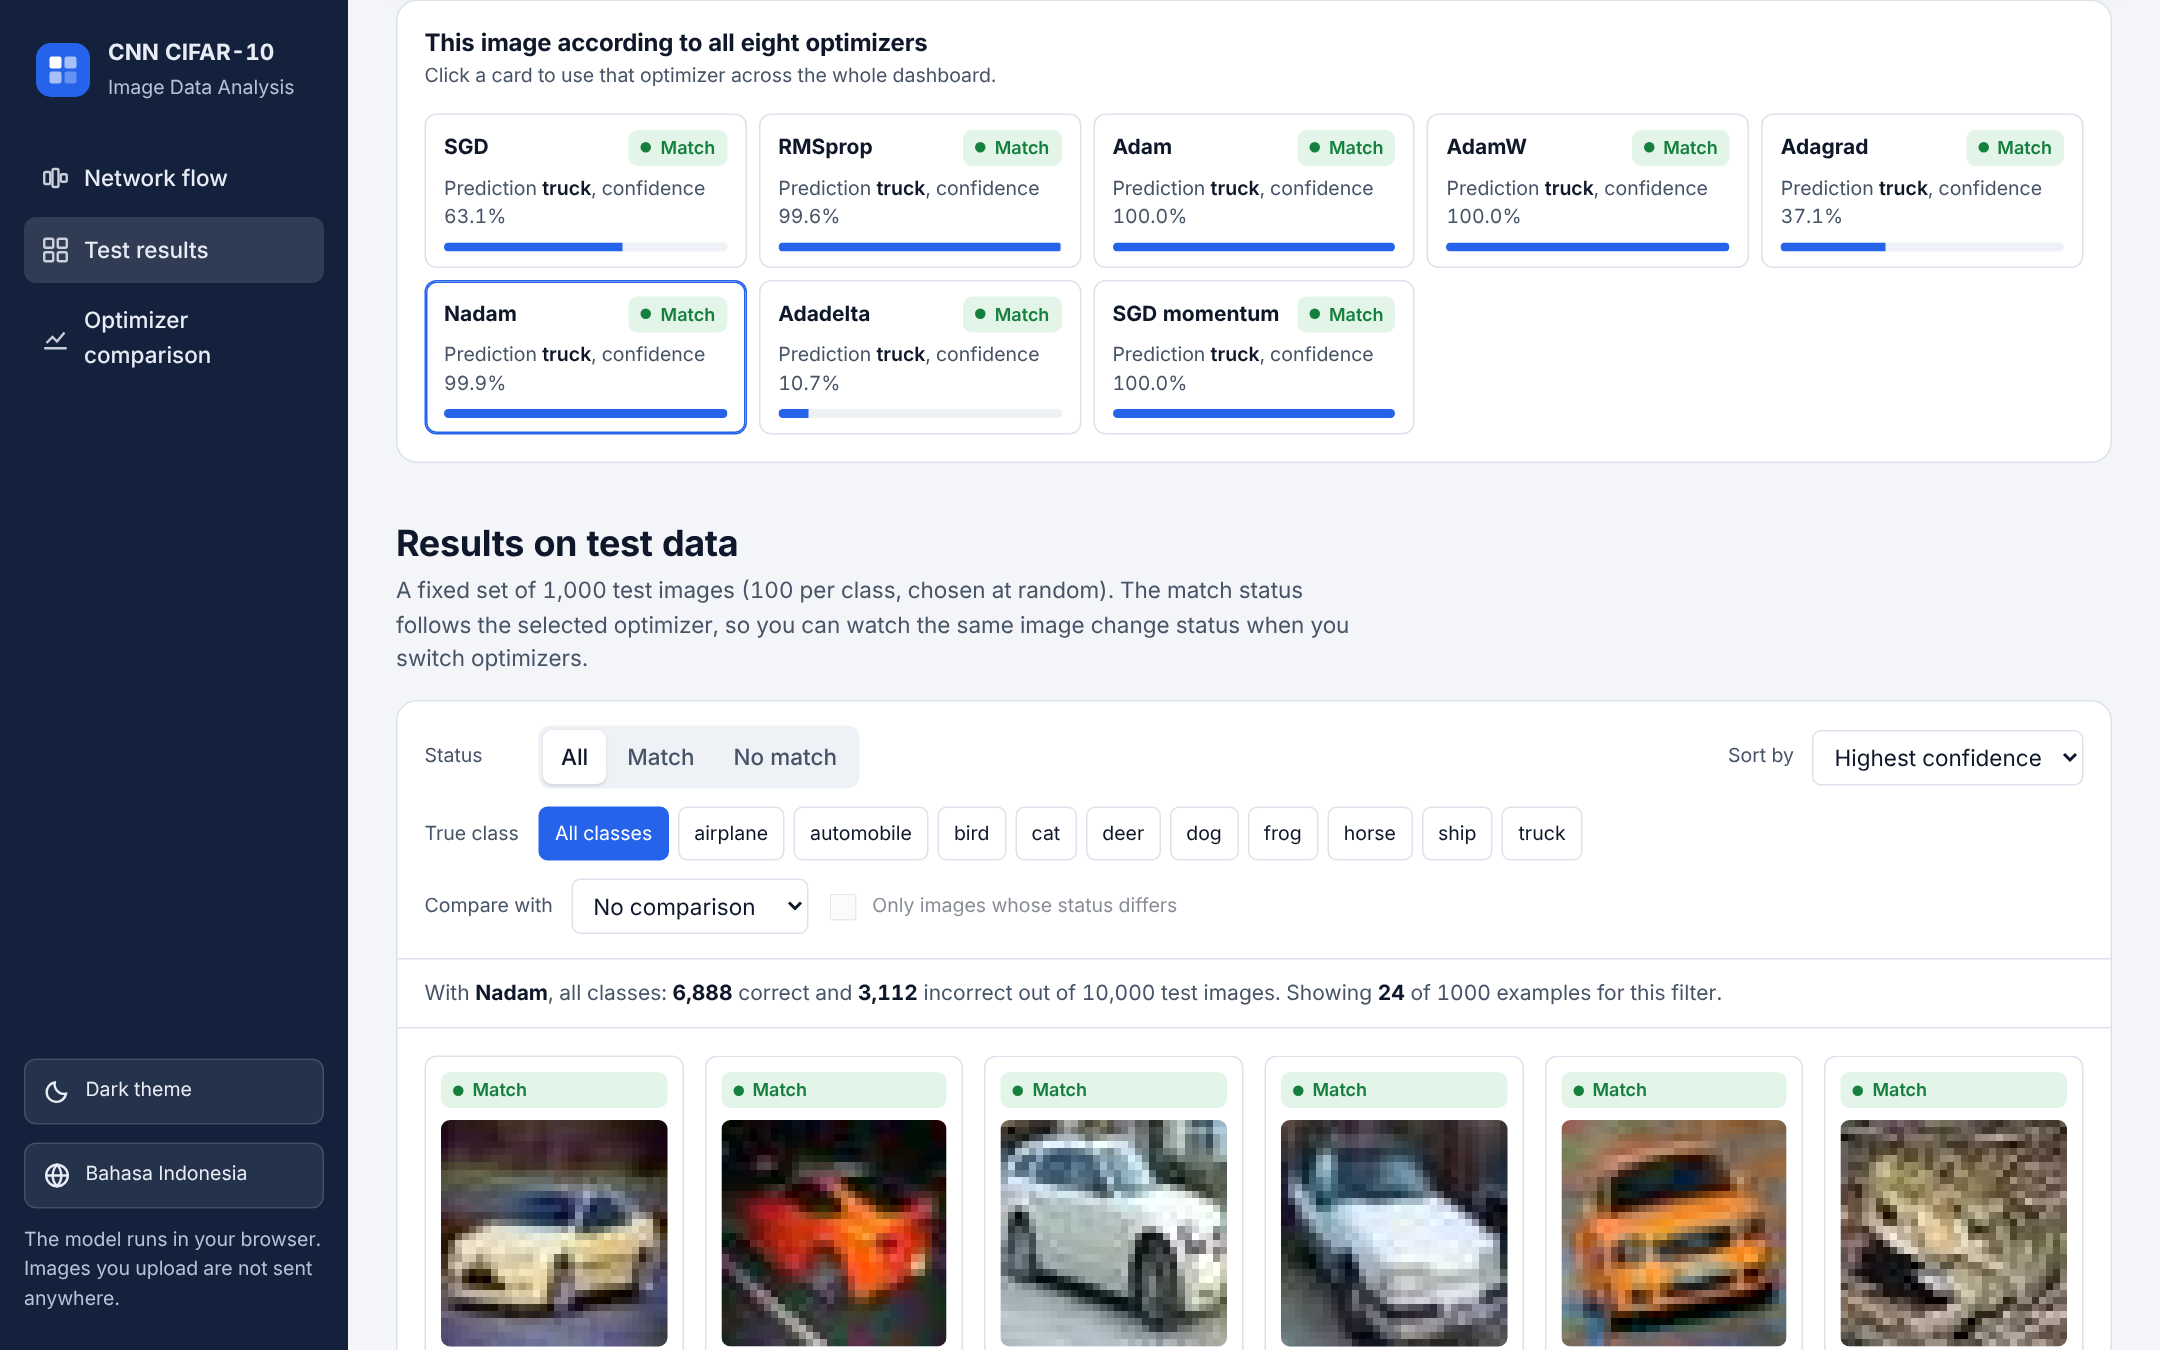 CNN CIFAR-10
Image Data Analysis
Network flow
Test results
Optimizer
comparison
Dark theme
Bahasa Indonesia
The model runs in your browser.
Images you upload are not sent
anywhere.
This image according to all eight optimizers
Click a card to use that optimizer across the whole dashboard.
SGD
Match
Prediction truck, confidence
63.1%
RMSprop
Match
Prediction truck, confidence
99.6%
Adam
Match
Prediction truck, confidence
100.0%
AdamW
Match
Prediction truck, confidence
100.0%
Adagrad
Match
Prediction truck, confidence
37.1%
Nadam
Match
Prediction truck, confidence
99.9%
Adadelta
Match
Prediction truck, confidence
10.7%
SGD momentum
Match
Prediction truck, confidence
100.0%
Results on test data
A fixed set of 1,000 test images (100 per class, chosen at random). The match status
follows the selected optimizer, so you can watch the same image change status when you
switch optimizers.
Status All Match No match
Sort by Highest confidence
True class All classes airplane automobile bird cat deer dog frog horse ship truck
Compare with No comparison Only images whose status differs
With Nadam, all classes: 6,888 correct and 3,112 incorrect out of 10,000 test images. Showing 24 of 1000 examples for this filter.
Match Match Match Match Match Match